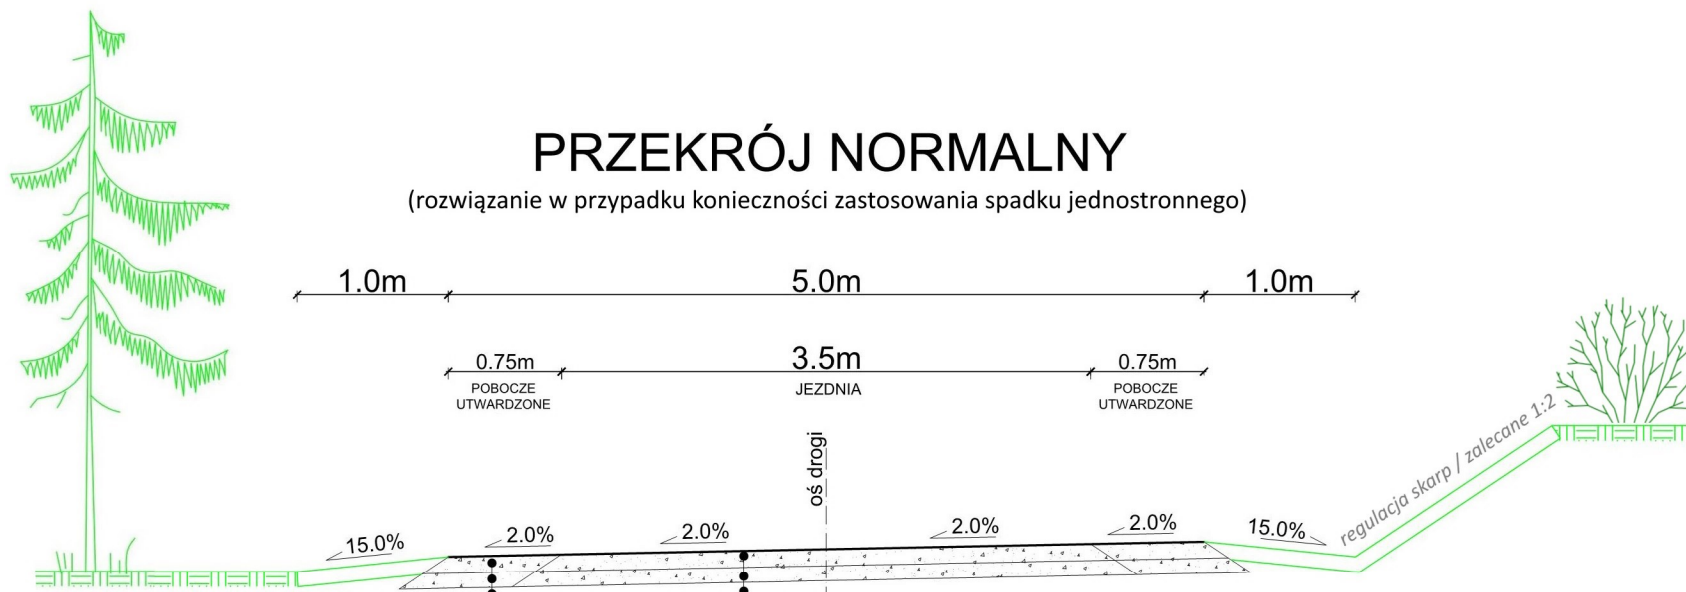 PRZEKRÓJ NORMALNY
(rozwiązanie w przypadku konieczności zastosowania spadku jednostronnego)
1.0m 5.0m 1.0m
0.75m 3.5m 0.75m
POBOCZE UTWARDZONE JEZDNIA POBOCZE UTWARDZONE
oś drogi
regulacja skarp / zalecane 1:2
15.0% 2.0% 2.0% 2.0% 2.0% 15.0%